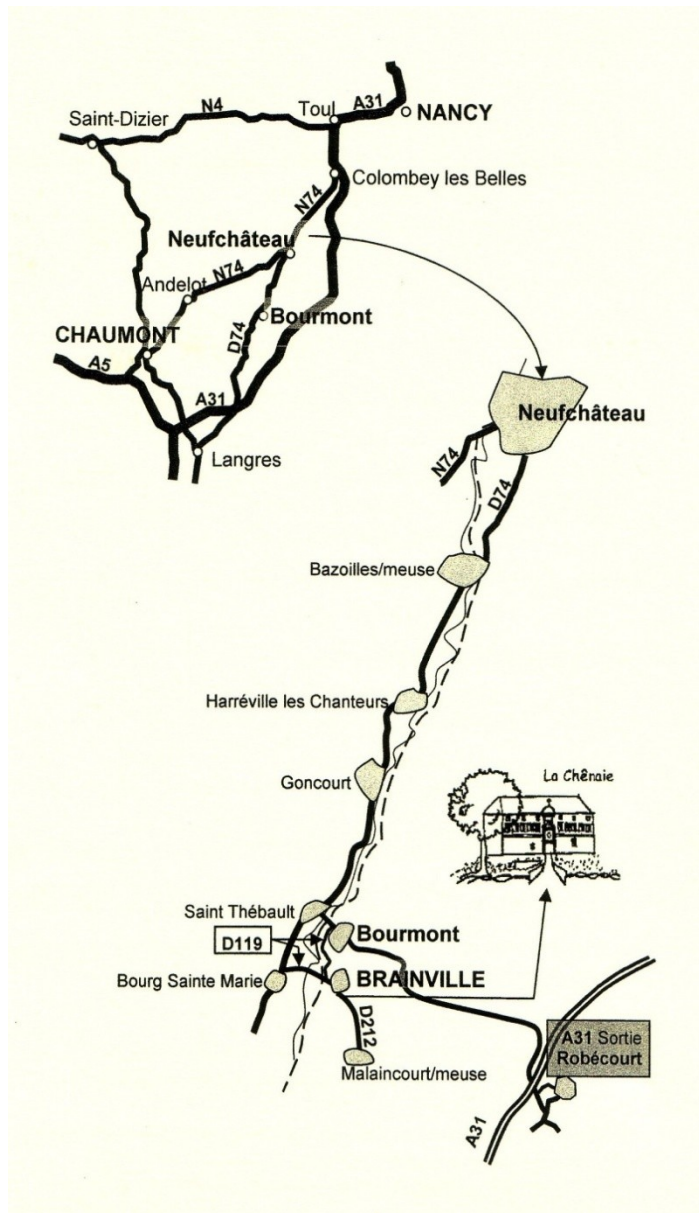 N4
Toul
A31
NANCY
Saint-Dizier
Colombey les Belles
N74
Neufchâteau
N74
Andelot
Bourmont
D74
CHAUMONT
A5
A31
Langres
Neufchâteau
N74
D74
Bazoilles/meuse
Harréville les Chanteurs
Goncourt
La Chênaie
Saint Thébault
D119
Bourmont
Bourg Sainte Marie
BRAINVILLE
D212
Malaincourt/meuse
A31 Sortie
Robécourt
A31